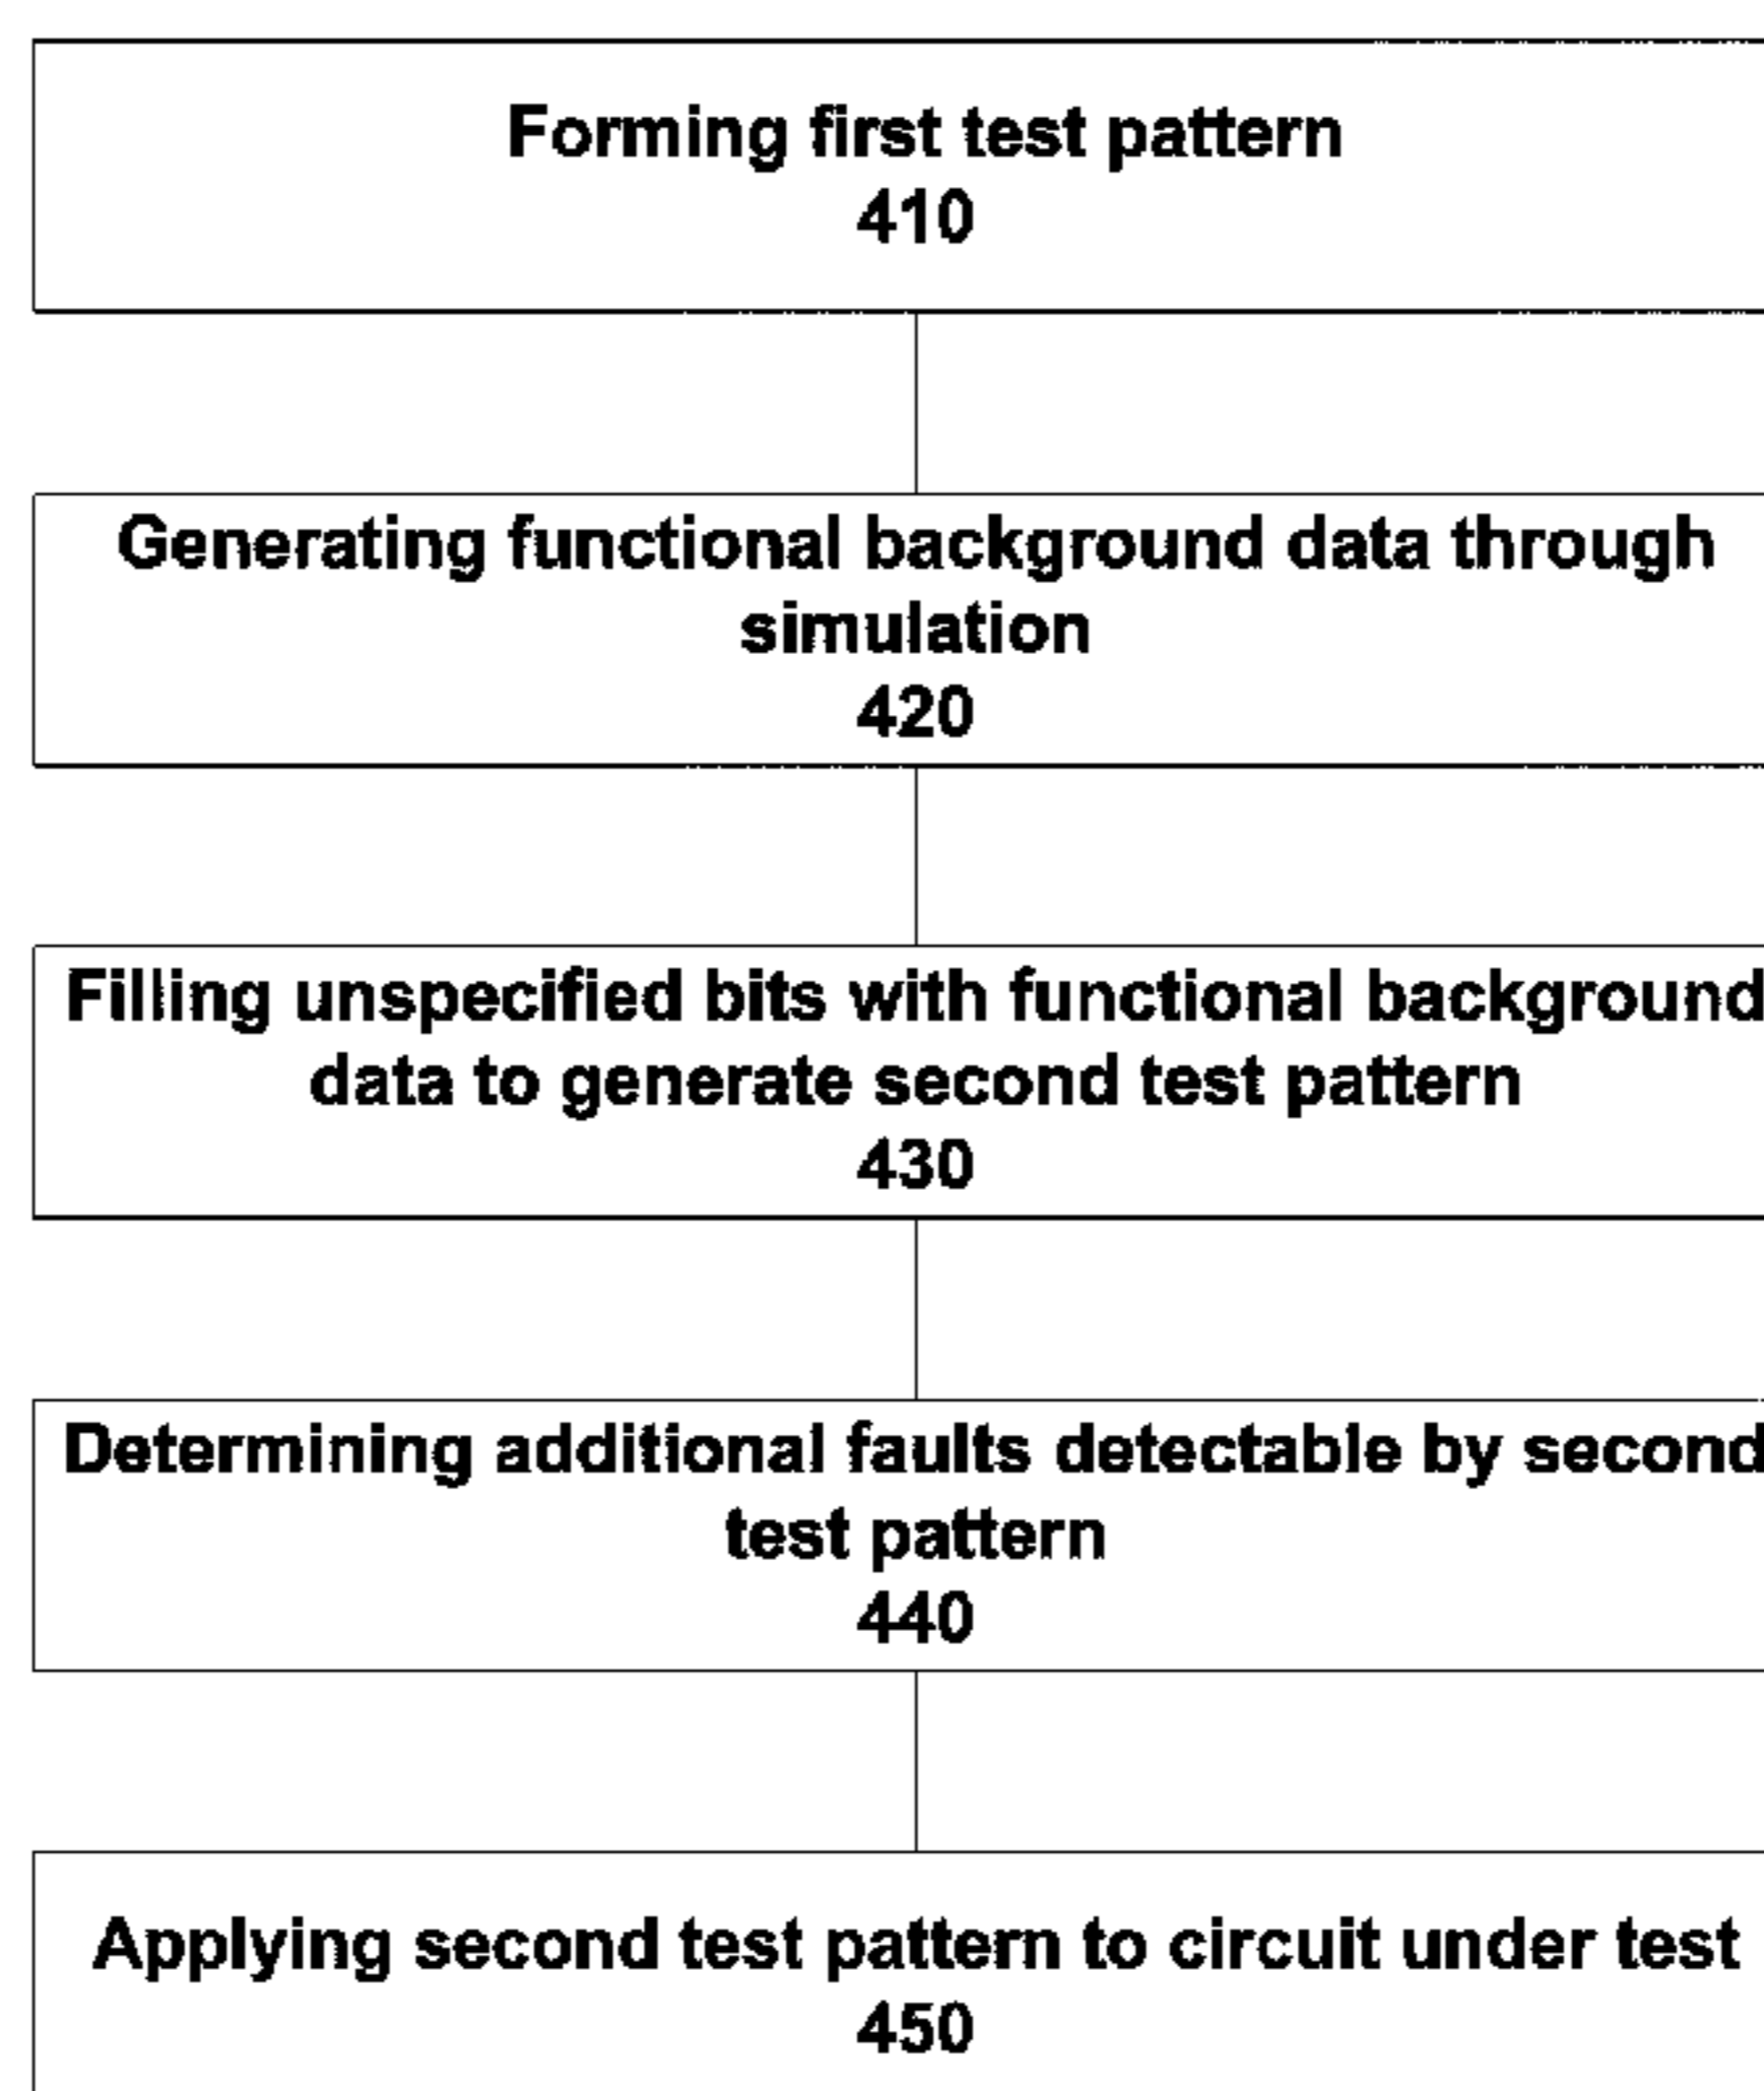 Forming first test pattern
410
Generating functional background data through
simulation
420
Filling unspecified bits with functional background
data to generate second test pattern
430
Determining additional faults detectable by second
test pattern
440
Applying second test pattern to circuit under test
450